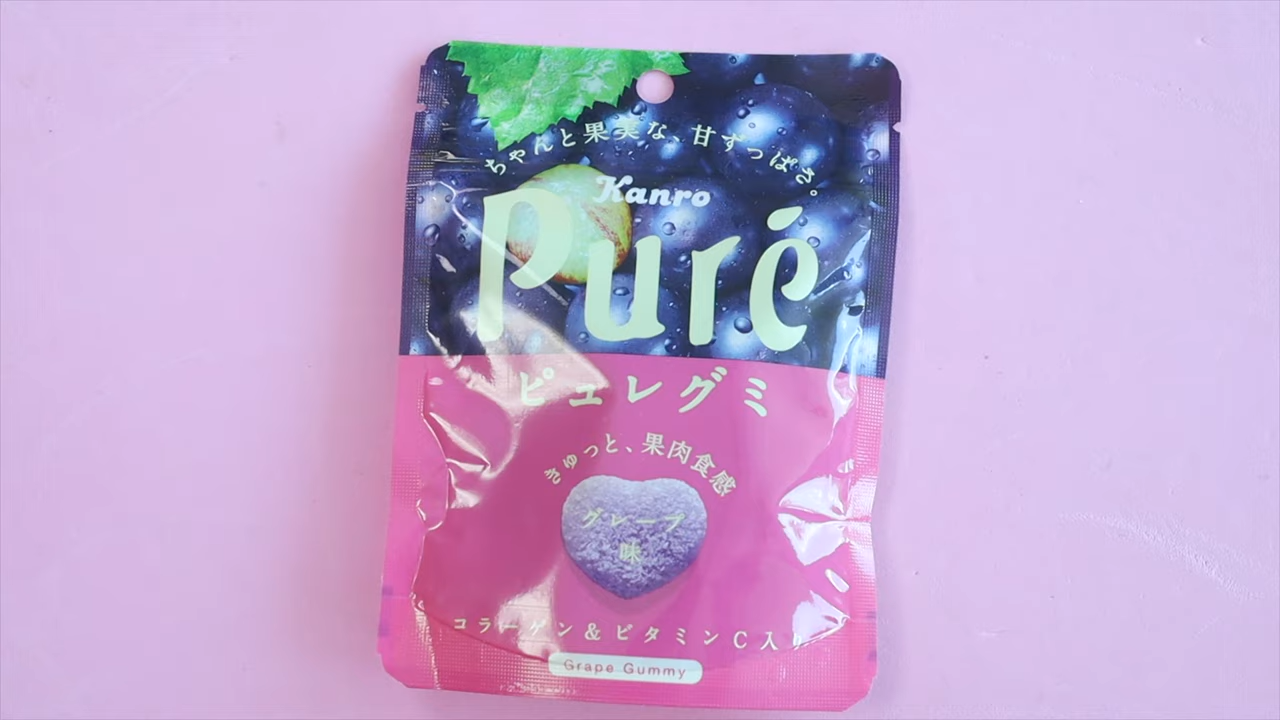 ちゃんと果実な、甘ずっぱさ。
Kanro
Puré
ピュレグミ
きゅっと、果肉食感
グレープ
味
コラーゲン&ビタミンC入り
Grape Gummy